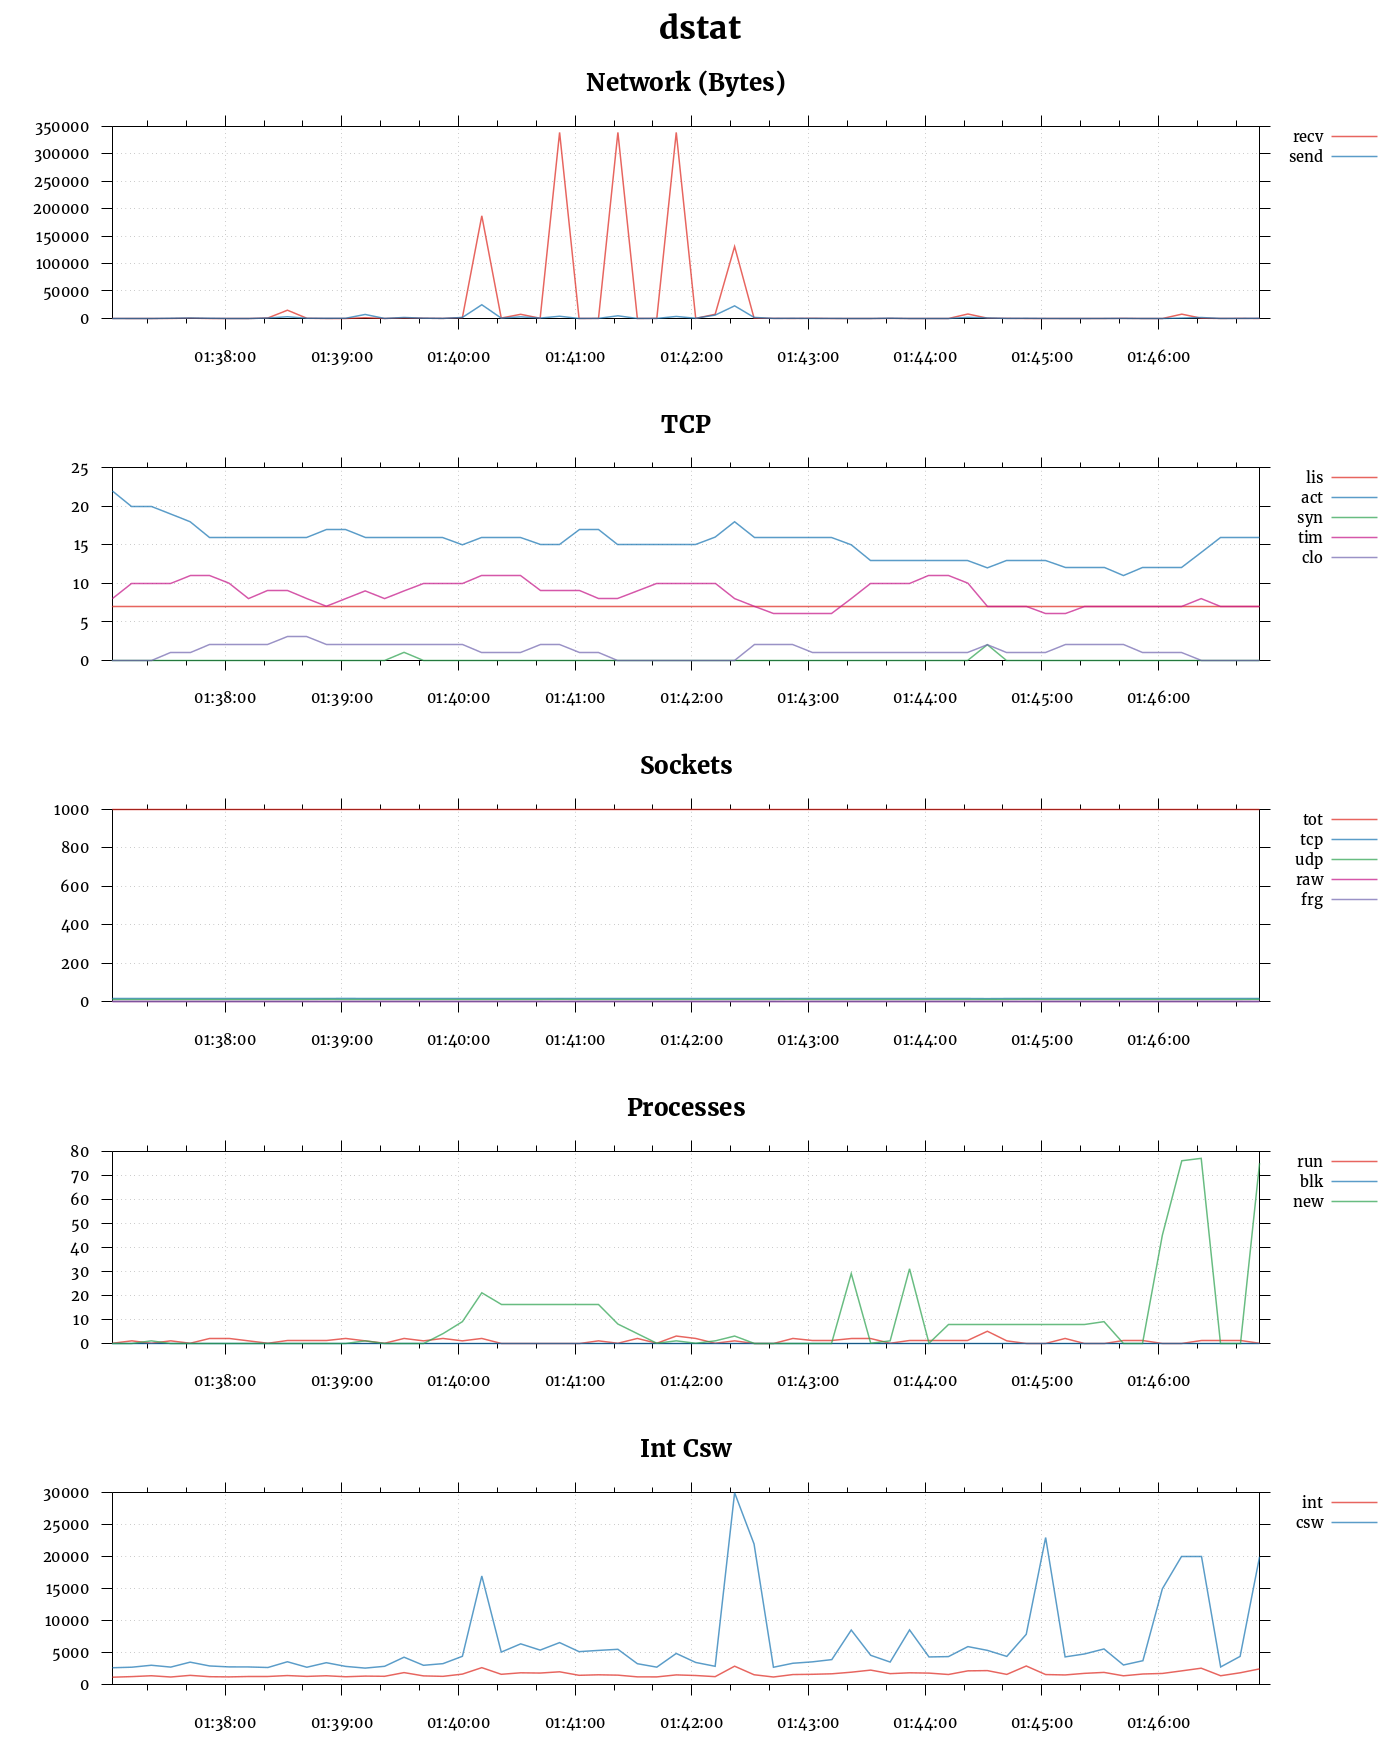 dstat
Network (Bytes)
350000
300000
250000
200000
150000
100000
50000
0
recv
send
01:38:00 01:39:00 01:40:00 01:41:00 01:42:00 01:43:00 01:44:00 01:45:00 01:46:00
TCP
25
20
15
10
5
0
lis
act
syn
tim
clo
01:38:00 01:39:00 01:40:00 01:41:00 01:42:00 01:43:00 01:44:00 01:45:00 01:46:00
Sockets
1000
800
600
400
200
0
tot
tcp
udp
raw
frg
01:38:00 01:39:00 01:40:00 01:41:00 01:42:00 01:43:00 01:44:00 01:45:00 01:46:00
Processes
80
70
60
50
40
30
20
10
0
run
blk
new
01:38:00 01:39:00 01:40:00 01:41:00 01:42:00 01:43:00 01:44:00 01:45:00 01:46:00
Int Csw
30000
25000
20000
15000
10000
5000
0
int
csw
01:38:00 01:39:00 01:40:00 01:41:00 01:42:00 01:43:00 01:44:00 01:45:00 01:46:00